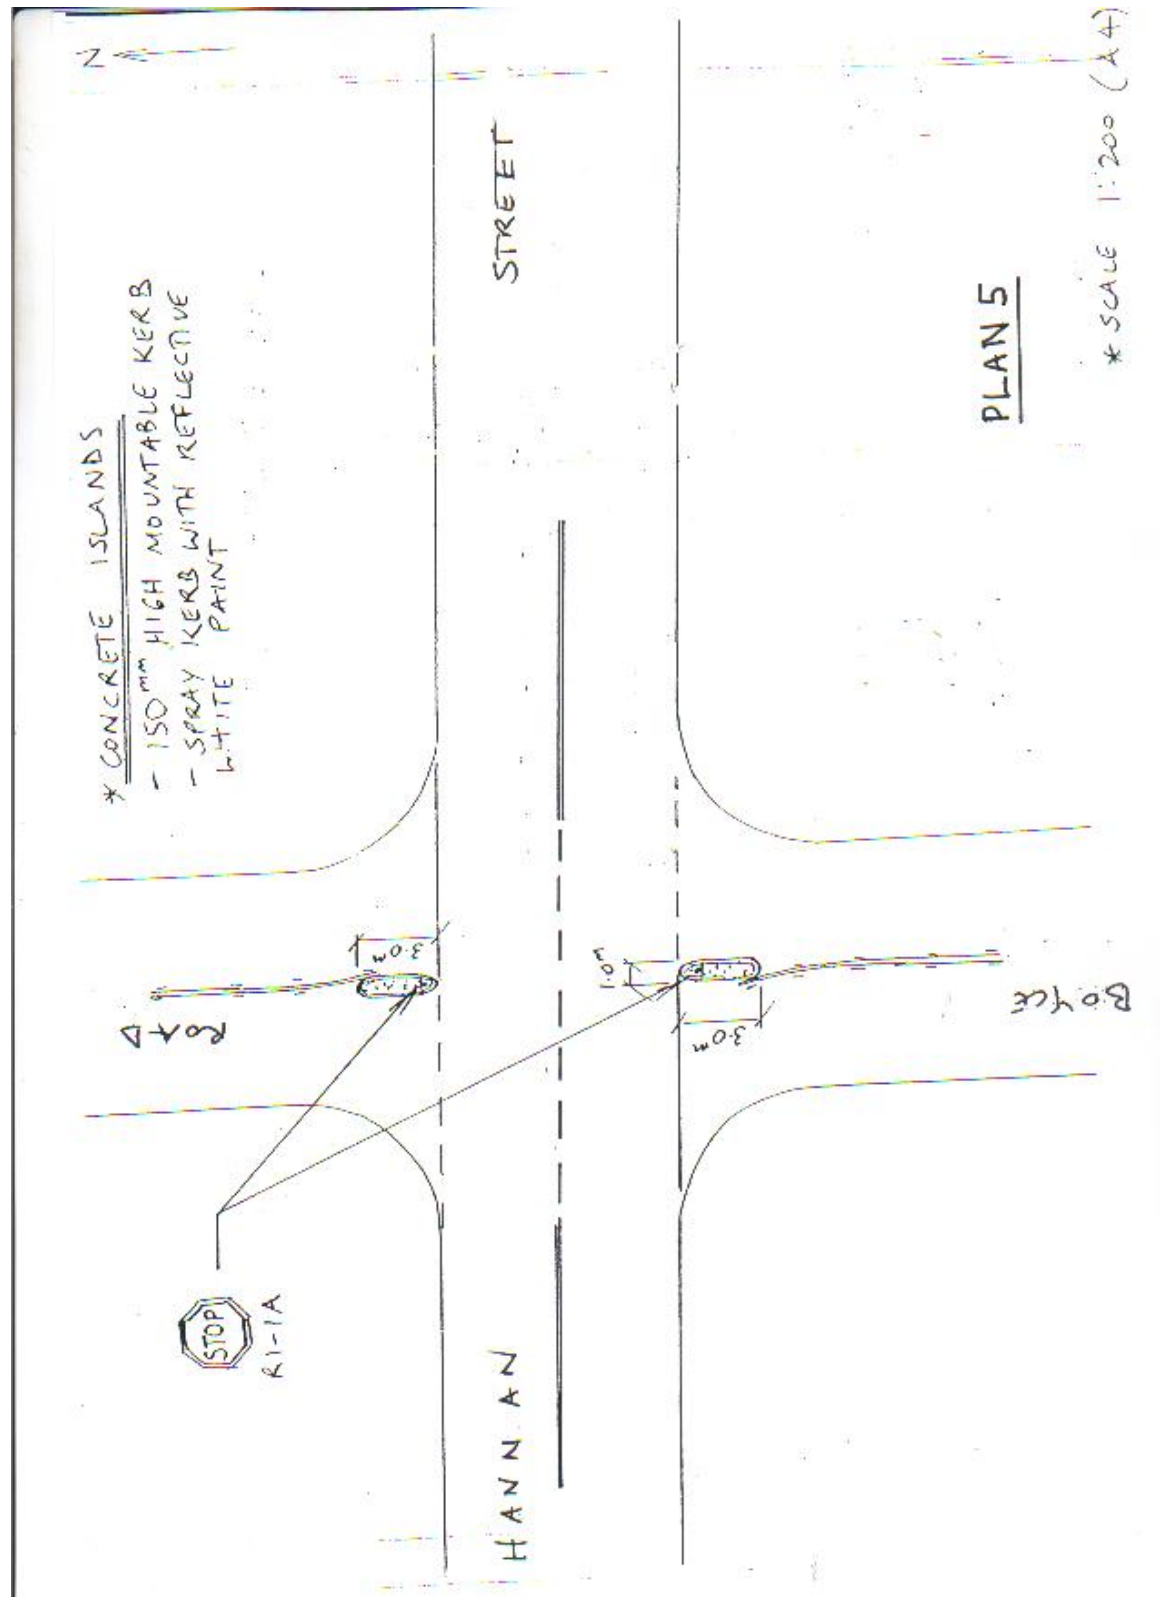 N
* CONCRETE ISLANDS
- 150mm HIGH MOUNTABLE KERB
- SPRAY KERB WITH REFLECTIVE
WHITE PAINT
STOP
R1-1A
ROAD
3.0m
HANNAN STREET
1.0m
3.0m
BOYCE
PLAN 5
* SCALE 1:200 (A4)